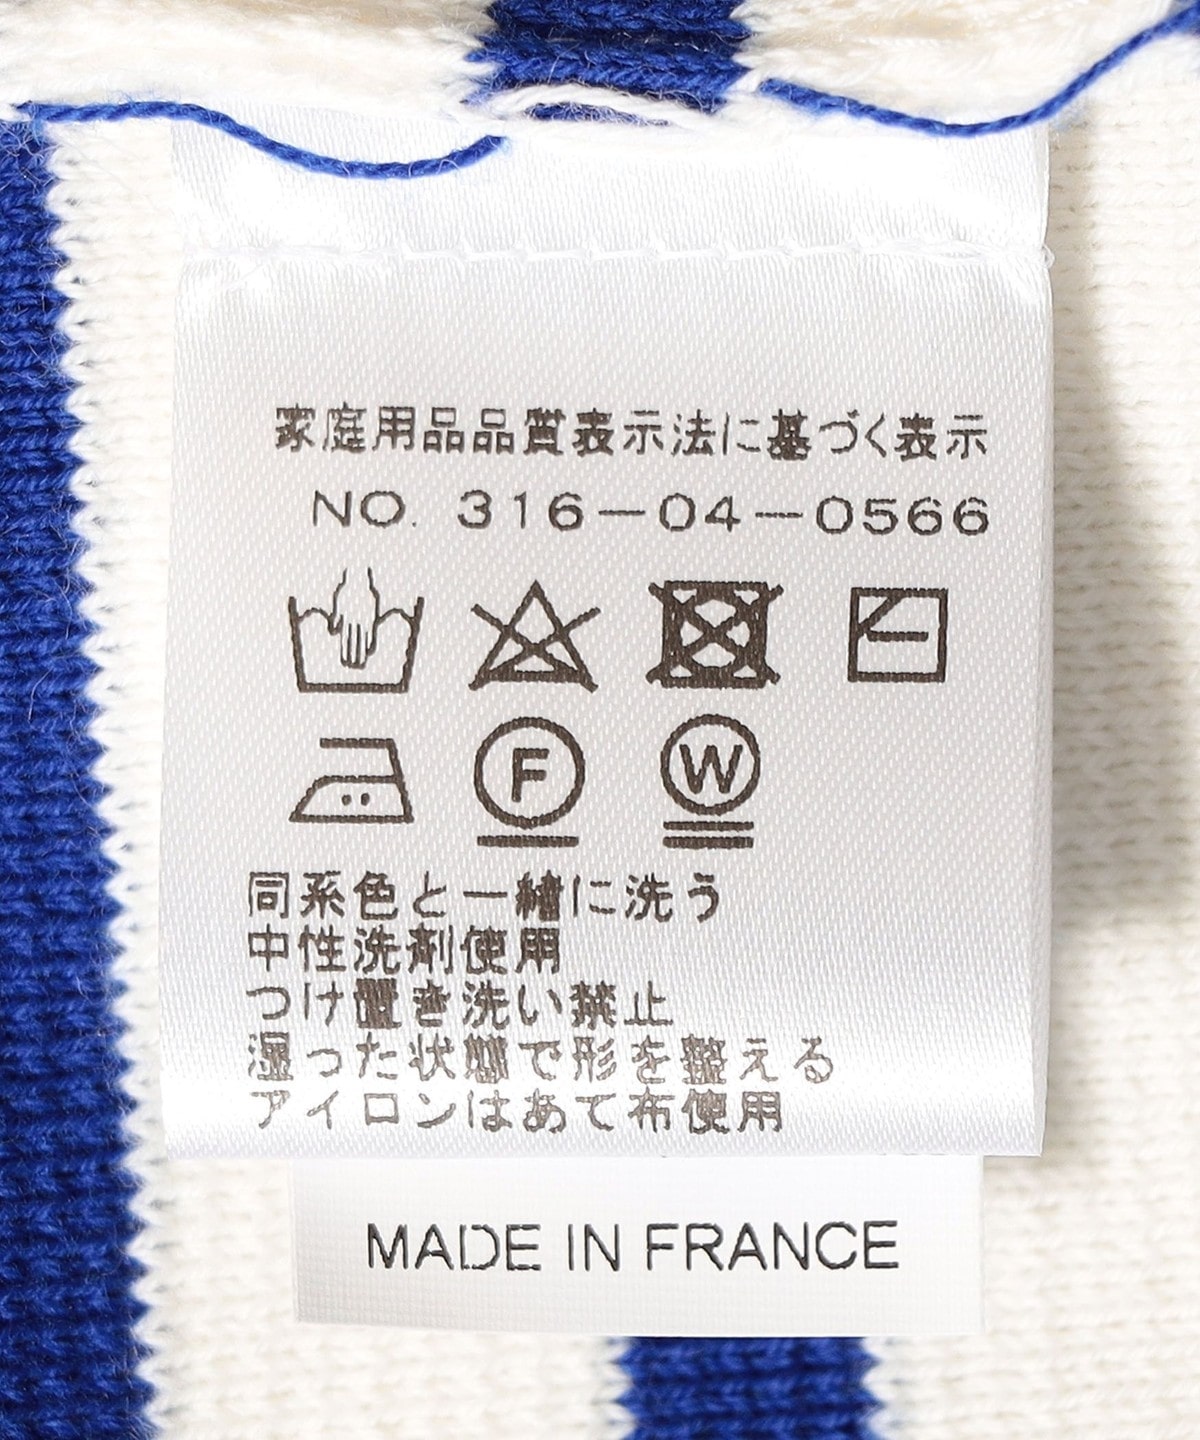 家庭用品品質表示法に基づく表示
NO. 316-04-0566
F W
同系色と一緒に洗う
中性洗剤使用
つけ置き洗い禁止
湿った状態で形を整える
アイロンはあて布使用
MADE IN FRANCE